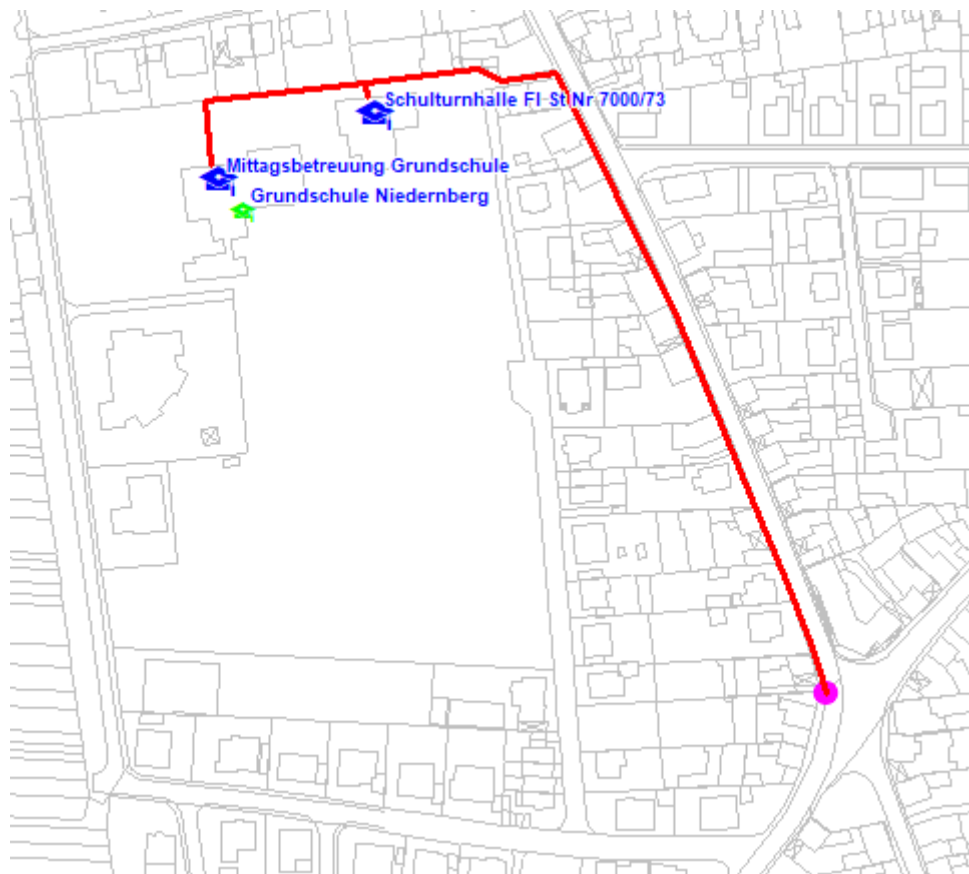 Schulturnhalle Fl St Nr 7000/73
Mittagsbetreuung Grundschule
Grundschule Niedernberg